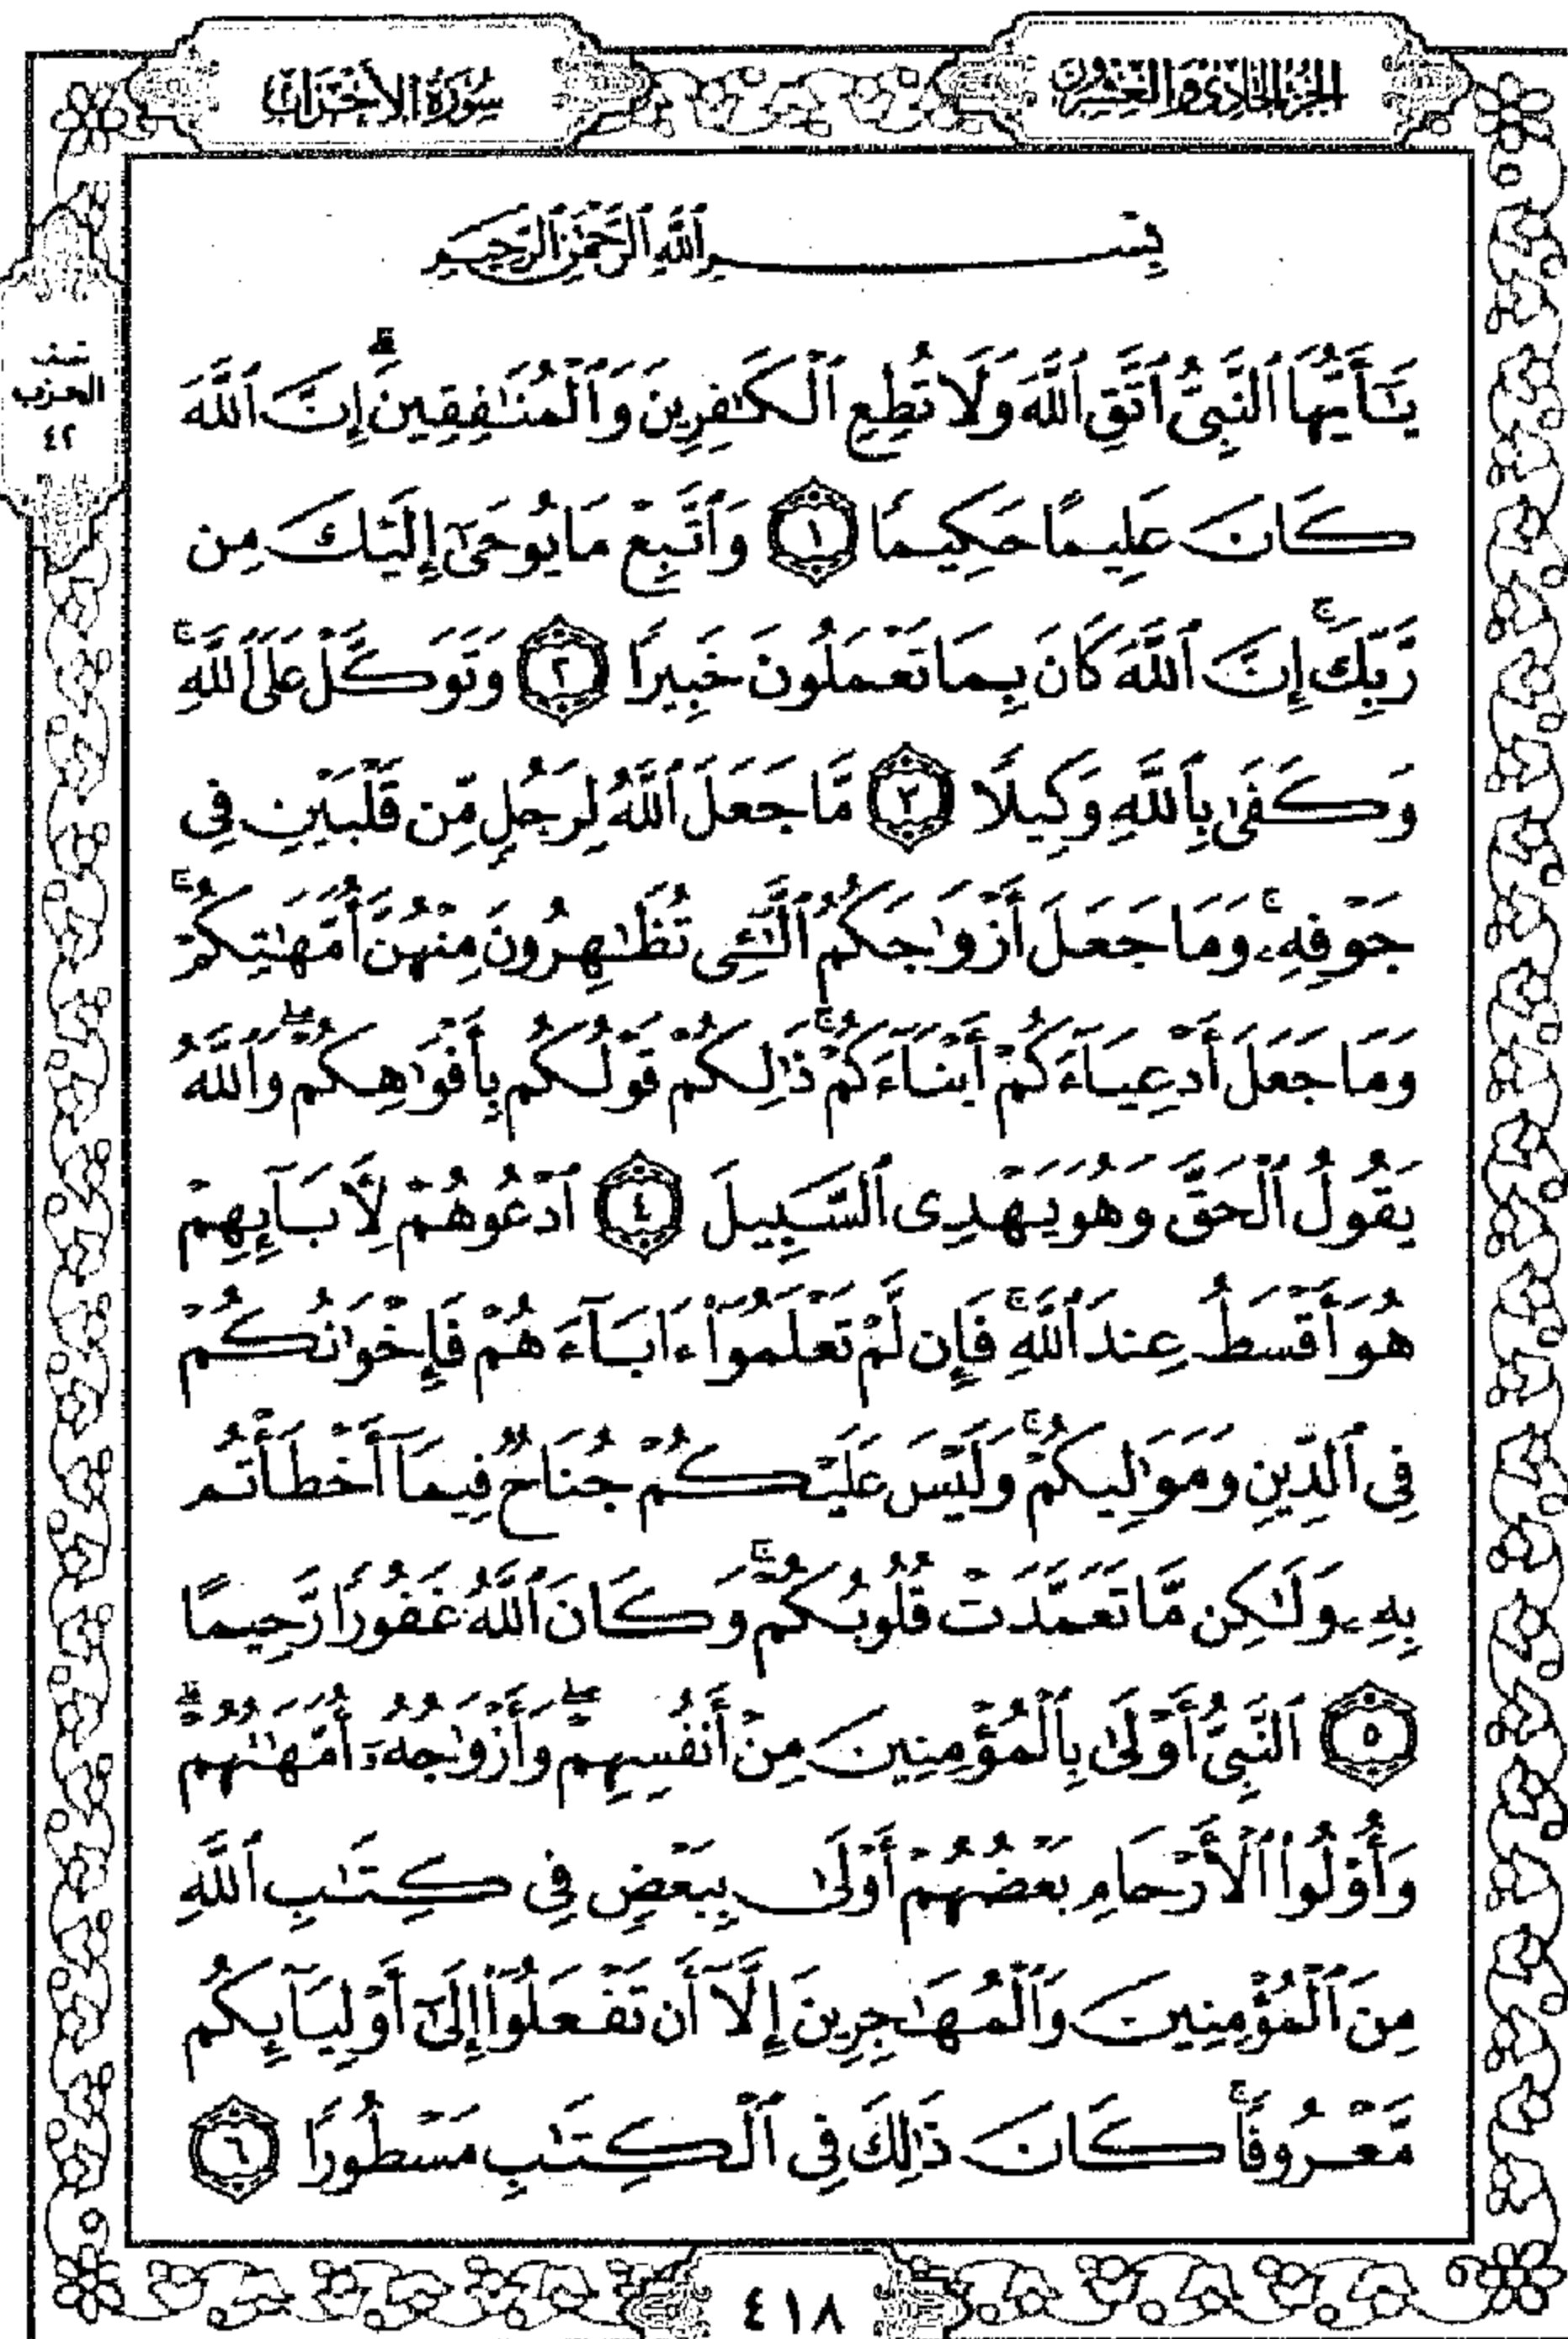 الجزء الحادي والعشرون
سورة الأحزاب
نصف
الحزب
٤٢
بِسْمِ ٱللَّهِ ٱلرَّحْمَٰنِ ٱلرَّحِيمِ
يَٰٓأَيُّهَا ٱلنَّبِىُّ ٱتَّقِ ٱللَّهَ وَلَا تُطِعِ ٱلْكَٰفِرِينَ وَٱلْمُنَٰفِقِينَ ۗ إِنَّ ٱللَّهَ
كَانَ عَلِيمًا حَكِيمًا ١ وَٱتَّبِعْ مَا يُوحَىٰٓ إِلَيْكَ مِن
رَّبِّكَ ۚ إِنَّ ٱللَّهَ كَانَ بِمَا تَعْمَلُونَ خَبِيرًا ٢ وَتَوَكَّلْ عَلَى ٱللَّهِ ۚ
وَكَفَىٰ بِٱللَّهِ وَكِيلًا ٣ مَّا جَعَلَ ٱللَّهُ لِرَجُلٍ مِّن قَلْبَيْنِ فِى
جَوْفِهِۦ ۚ وَمَا جَعَلَ أَزْوَٰجَكُمُ ٱلَّٰٓـِٔى تُظَٰهِرُونَ مِنْهُنَّ أُمَّهَٰتِكُمْ ۚ
وَمَا جَعَلَ أَدْعِيَآءَكُمْ أَبْنَآءَكُمْ ۚ ذَٰلِكُمْ قَوْلُكُم بِأَفْوَٰهِكُمْ ۖ وَٱللَّهُ
يَقُولُ ٱلْحَقَّ وَهُوَ يَهْدِى ٱلسَّبِيلَ ٤ ٱدْعُوهُمْ لِأَبَآئِهِمْ
هُوَ أَقْسَطُ عِندَ ٱللَّهِ ۚ فَإِن لَّمْ تَعْلَمُوٓا۟ ءَابَآءَهُمْ فَإِخْوَٰنُكُمْ
فِى ٱلدِّينِ وَمَوَٰلِيكُمْ ۚ وَلَيْسَ عَلَيْكُمْ جُنَاحٌ فِيمَآ أَخْطَأْتُم
بِهِۦ وَلَٰكِن مَّا تَعَمَّدَتْ قُلُوبُكُمْ ۚ وَكَانَ ٱللَّهُ غَفُورًا رَّحِيمًا
٥ ٱلنَّبِىُّ أَوْلَىٰ بِٱلْمُؤْمِنِينَ مِنْ أَنفُسِهِمْ ۖ وَأَزْوَٰجُهُۥٓ أُمَّهَٰتُهُمْ ۗ
وَأُو۟لُوا۟ ٱلْأَرْحَامِ بَعْضُهُمْ أَوْلَىٰ بِبَعْضٍ فِى كِتَٰبِ ٱللَّهِ
مِنَ ٱلْمُؤْمِنِينَ وَٱلْمُهَٰجِرِينَ إِلَّآ أَن تَفْعَلُوٓا۟ إِلَىٰٓ أَوْلِيَآئِكُم
مَّعْرُوفًا ۚ كَانَ ذَٰلِكَ فِى ٱلْكِتَٰبِ مَسْطُورًا ٦
٤١٨